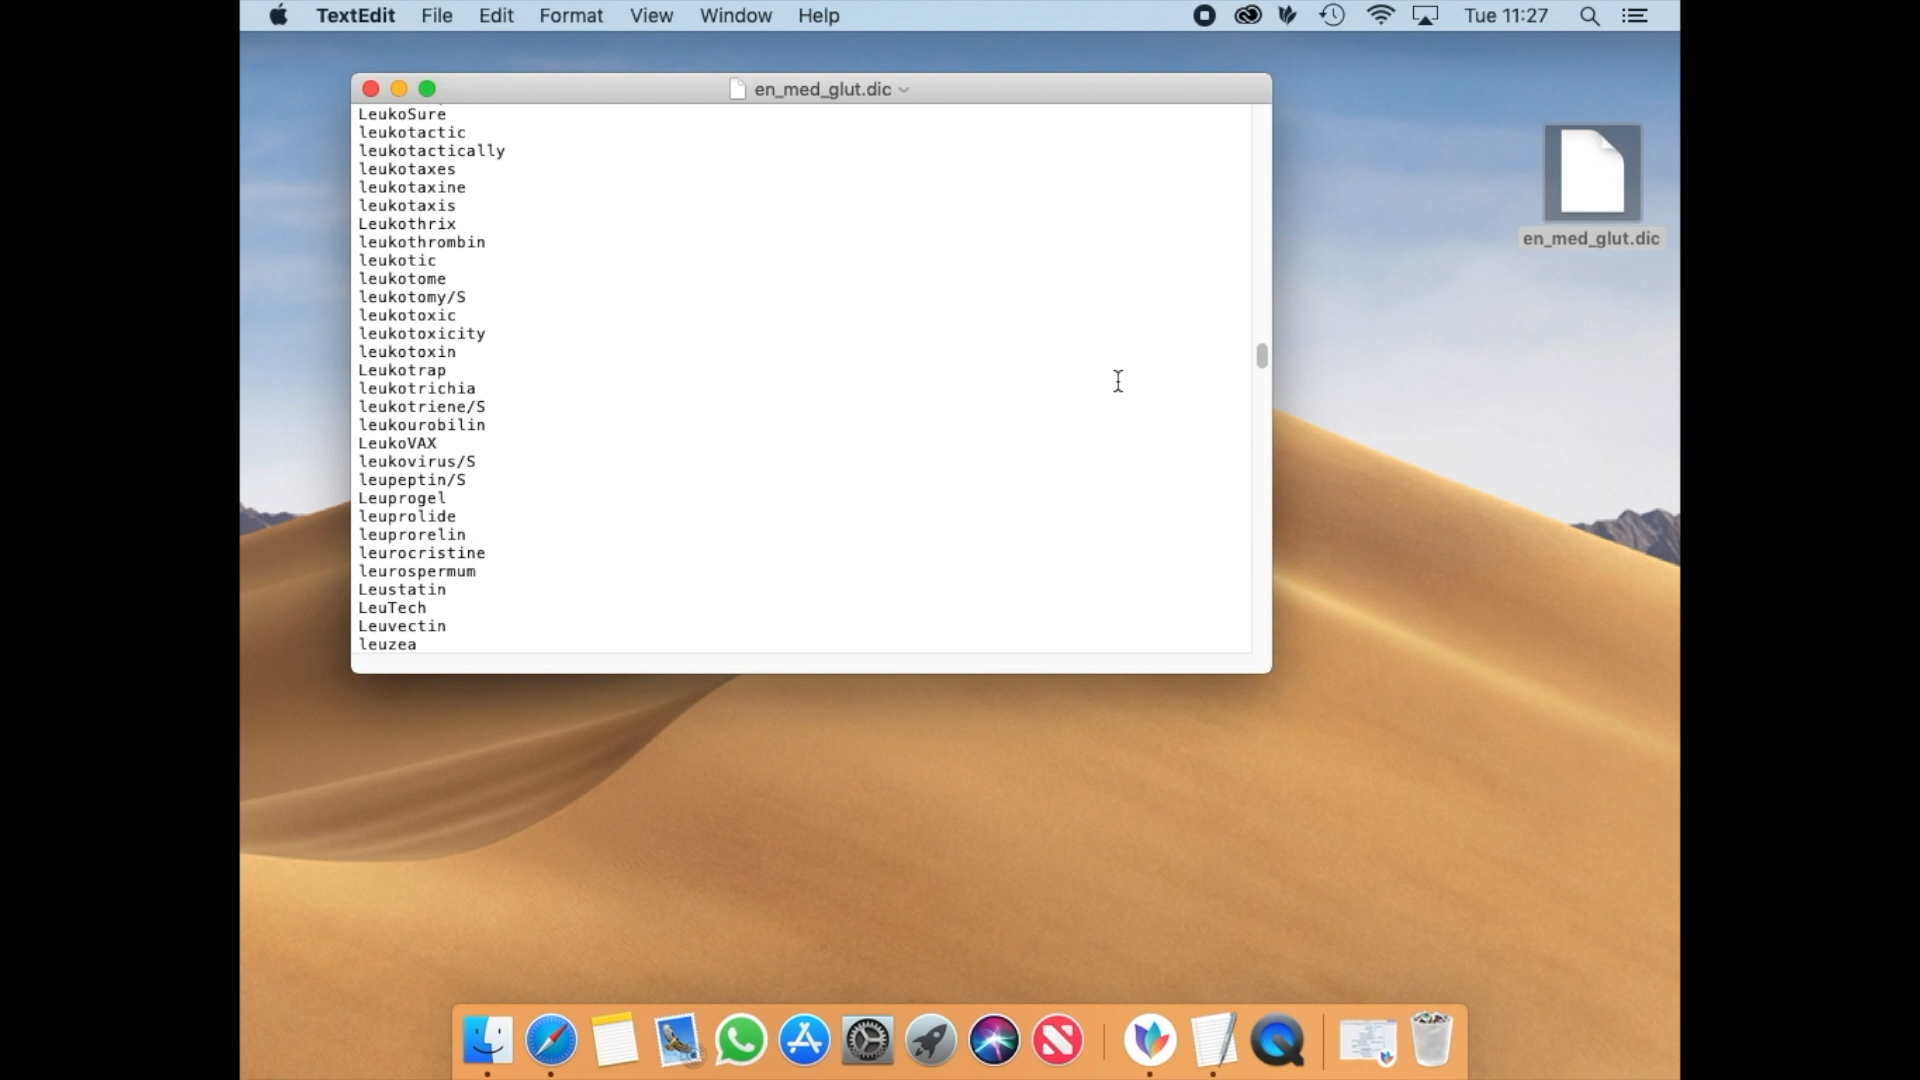 TextEdit File Edit Format View Window Help Tue 11:27
en_med_glut.dic
LeukoSure
leukotactic
leukotactically
leukotaxes
leukotaxine
leukotaxis
Leukothrix
leukothrombin
leukotic
leukotome
leukotomy/S
leukotoxic
leukotoxicity
leukotoxin
Leukotrap
leukotrichia
leukotriene/S
leukourobilin
LeukoVAX
leukovirus/S
leupeptin/S
Leuprogel
leuprolide
leuprorelin
leurocristine
leurospermum
Leustatin
LeuTech
Leuvectin
leuzea
en_med_glut.dic